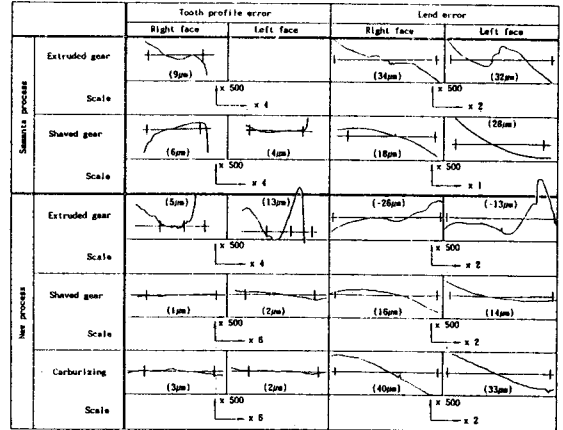 Tooth profile error
Lend error
Right face
Left face
Right face
Left face
Samanta process
Extruded gear
(9μm)
(34μm)
(32μm)
Scale
x 500
x 4
x 500
x 2
Shaved gear
(6μm)
(4μm)
(18μm)
(28μm)
Scale
x 500
x 4
x 500
x 1
New process
Extruded gear
(5μm)
(13μm)
(-26μm)
(-13μm)
Scale
x 500
x 4
x 500
x 2
Shaved gear
(1μm)
(2μm)
(16μm)
(14μm)
Scale
x 500
x 6
x 500
x 2
Carburizing
(3μm)
(2μm)
(40μm)
(33μm)
Scale
x 500
x 6
x 500
x 2